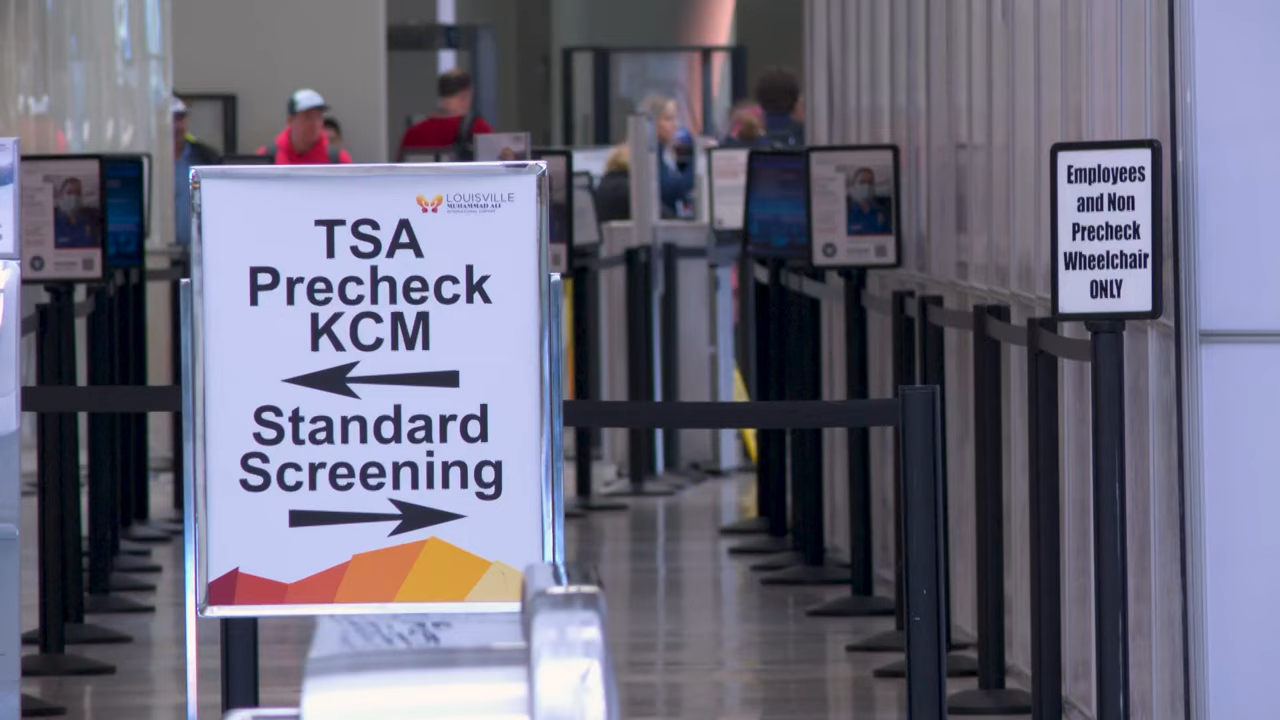 LOUISVILLE
MUHAMMAD ALI
INTERNATIONAL AIRPORT
TSA
Precheck
KCM
Standard
Screening
Employees
and Non
Precheck
Wheelchair
ONLY